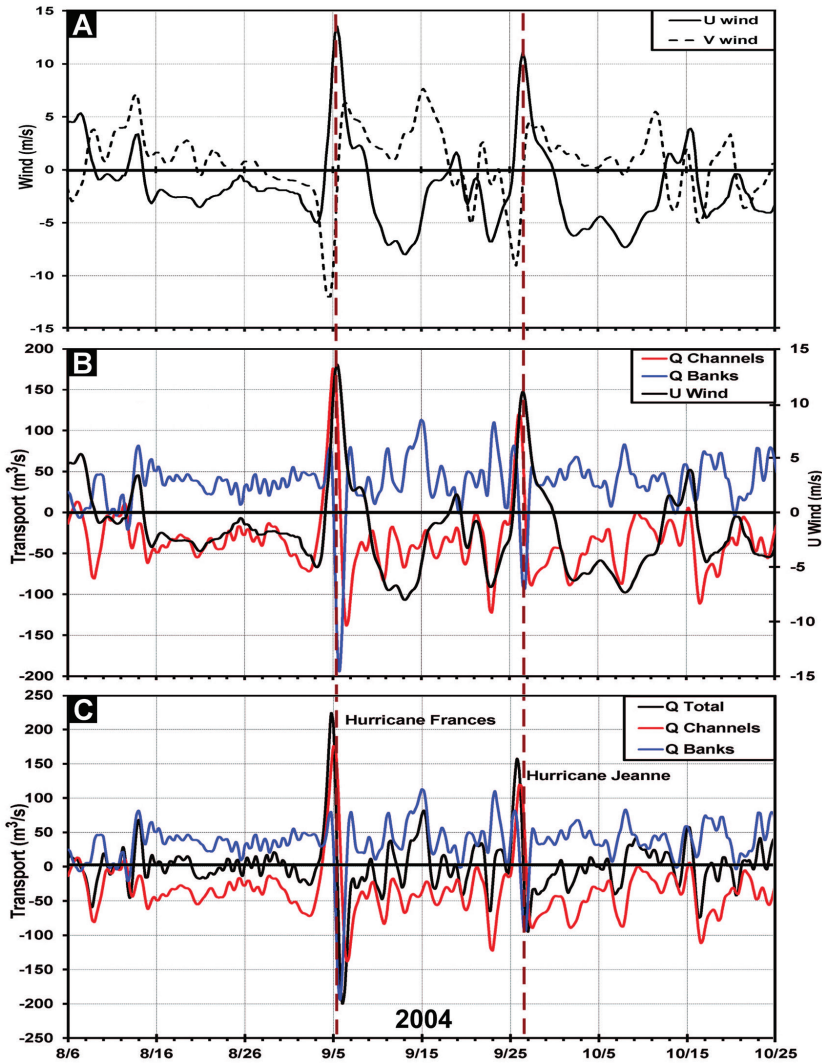 A
U wind
V wind
15
10
5
0
-5
-10
-15
Wind (m/s)
B
Q Channels
Q Banks
U Wind
200
150
100
50
0
-50
-100
-150
-200
Transport (m³/s)
15
10
5
0
-5
-10
-15
U Wind (m/s)
C
Q Total
Q Channels
Q Banks
Hurricane Frances
Hurricane Jeanne
250
200
150
100
50
0
-50
-100
-150
-200
-250
Transport (m³/s)
2004
8/6 8/16 8/26 9/5 9/15 9/25 10/5 10/15 10/25